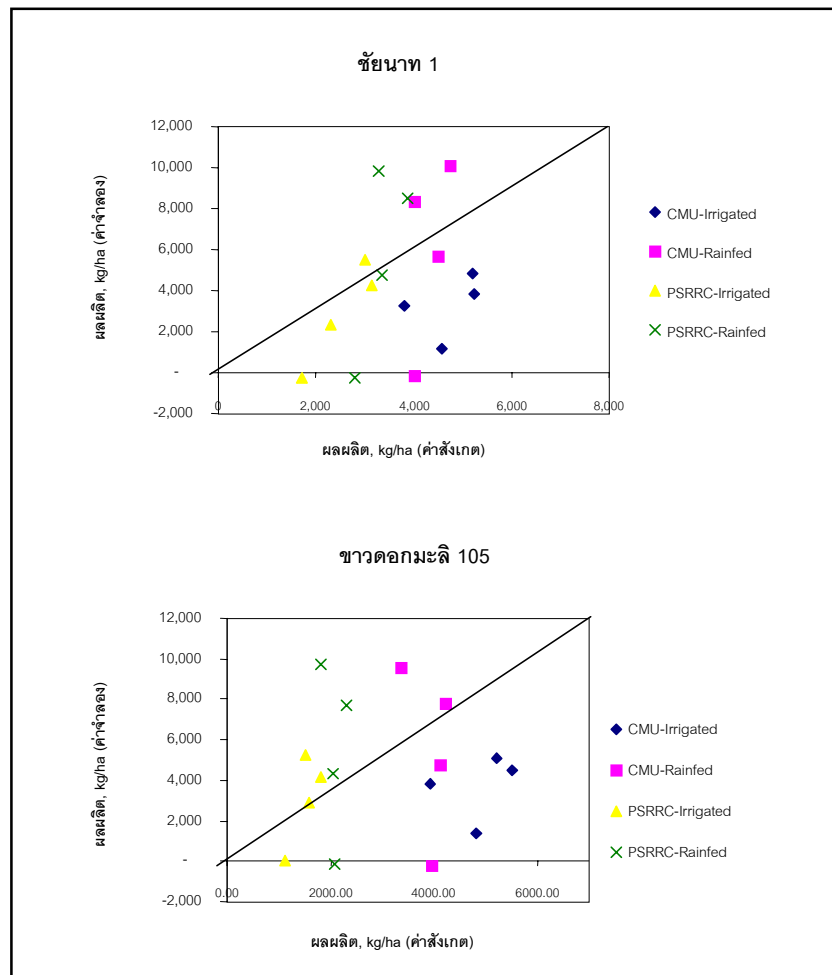 ชัยนาท 1
12,000
10,000
8,000
6,000
4,000
2,000
-
-2,000
0
2,000
4,000
6,000
8,000
ผลผลิต, kg/ha (ค่าจำลอง)
ผลผลิต, kg/ha (ค่าสังเกต)
CMU-Irrigated
CMU-Rainfed
PSRRC-Irrigated
PSRRC-Rainfed
ขาวดอกมะลิ 105
12,000
10,000
8,000
6,000
4,000
2,000
-
-2,000
0.00
2000.00
4000.00
6000.00
ผลผลิต, kg/ha (ค่าจำลอง)
ผลผลิต, kg/ha (ค่าสังเกต)
CMU-Irrigated
CMU-Rainfed
PSRRC-Irrigated
PSRRC-Rainfed